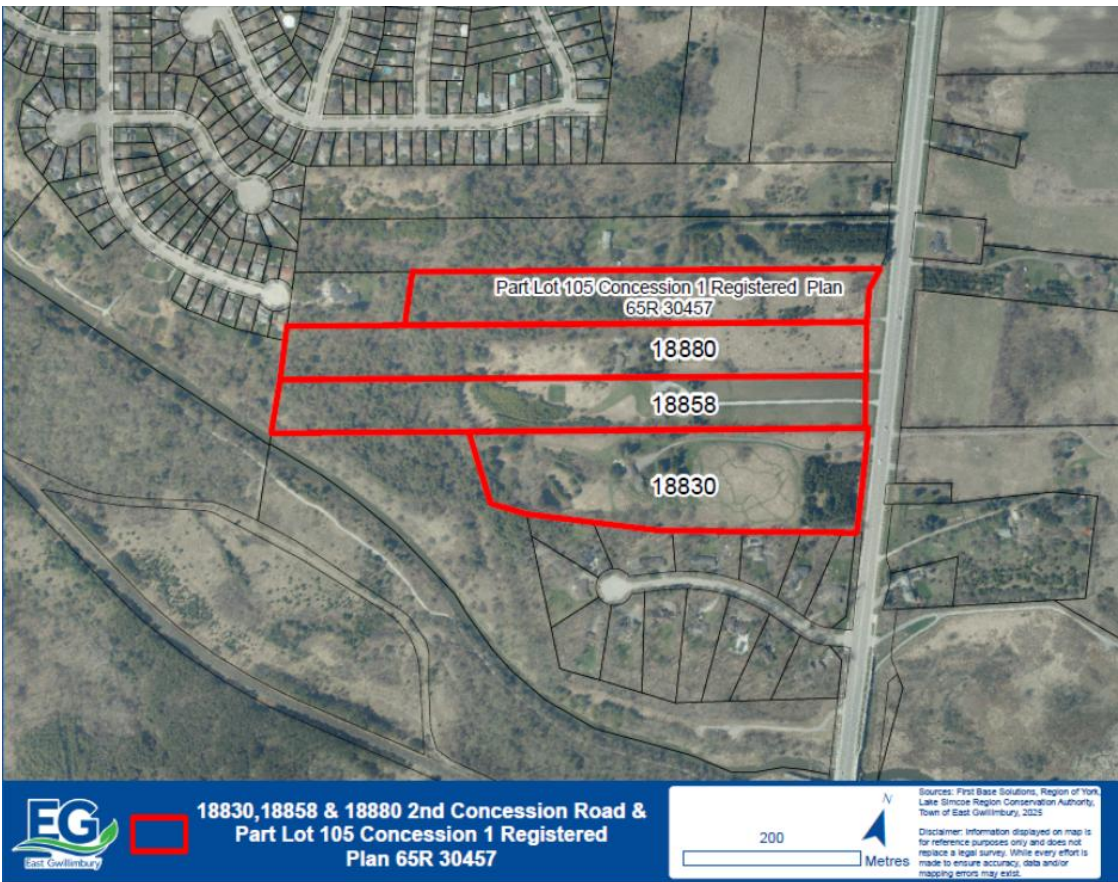 Part Lot 105 Concession 1 Registered Plan
65R 30457
18880
18858
18830
EG
East Gwillimbury
18830,18858 & 18880 2nd Concession Road &
Part Lot 105 Concession 1 Registered
Plan 65R 30457
200
Metres
N
Sources: First Base Solutions, Region of York,
Lake Simcoe Region Conservation Authority,
Town of East Gwillimbury, 2025
Disclaimer: Information displayed on map is
for reference purposes only and does not
replace a legal survey. While every effort is
made to ensure accuracy, data and/or
mapping errors may exist.